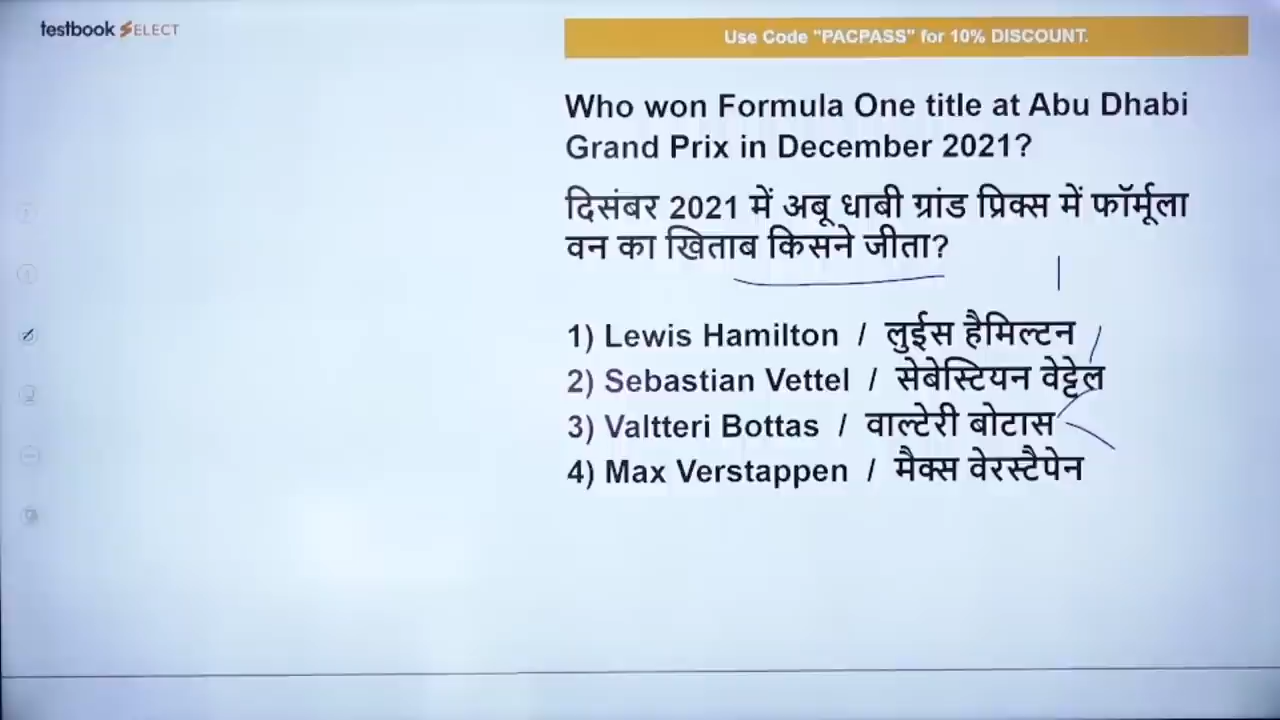 testbook SELECT
Use Code "PACPASS" for 10% DISCOUNT.
Who won Formula One title at Abu Dhabi
Grand Prix in December 2021?
दिसंबर 2021 में अबू धाबी ग्रांड प्रिक्स में फॉर्मूला
वन का खिताब किसने जीता?
1) Lewis Hamilton / लुईस हैमिल्टन
2) Sebastian Vettel / सेबेस्टियन वेट्टेल
3) Valtteri Bottas / वाल्टेरी बोटास
4) Max Verstappen / मैक्स वेरस्टैपेन